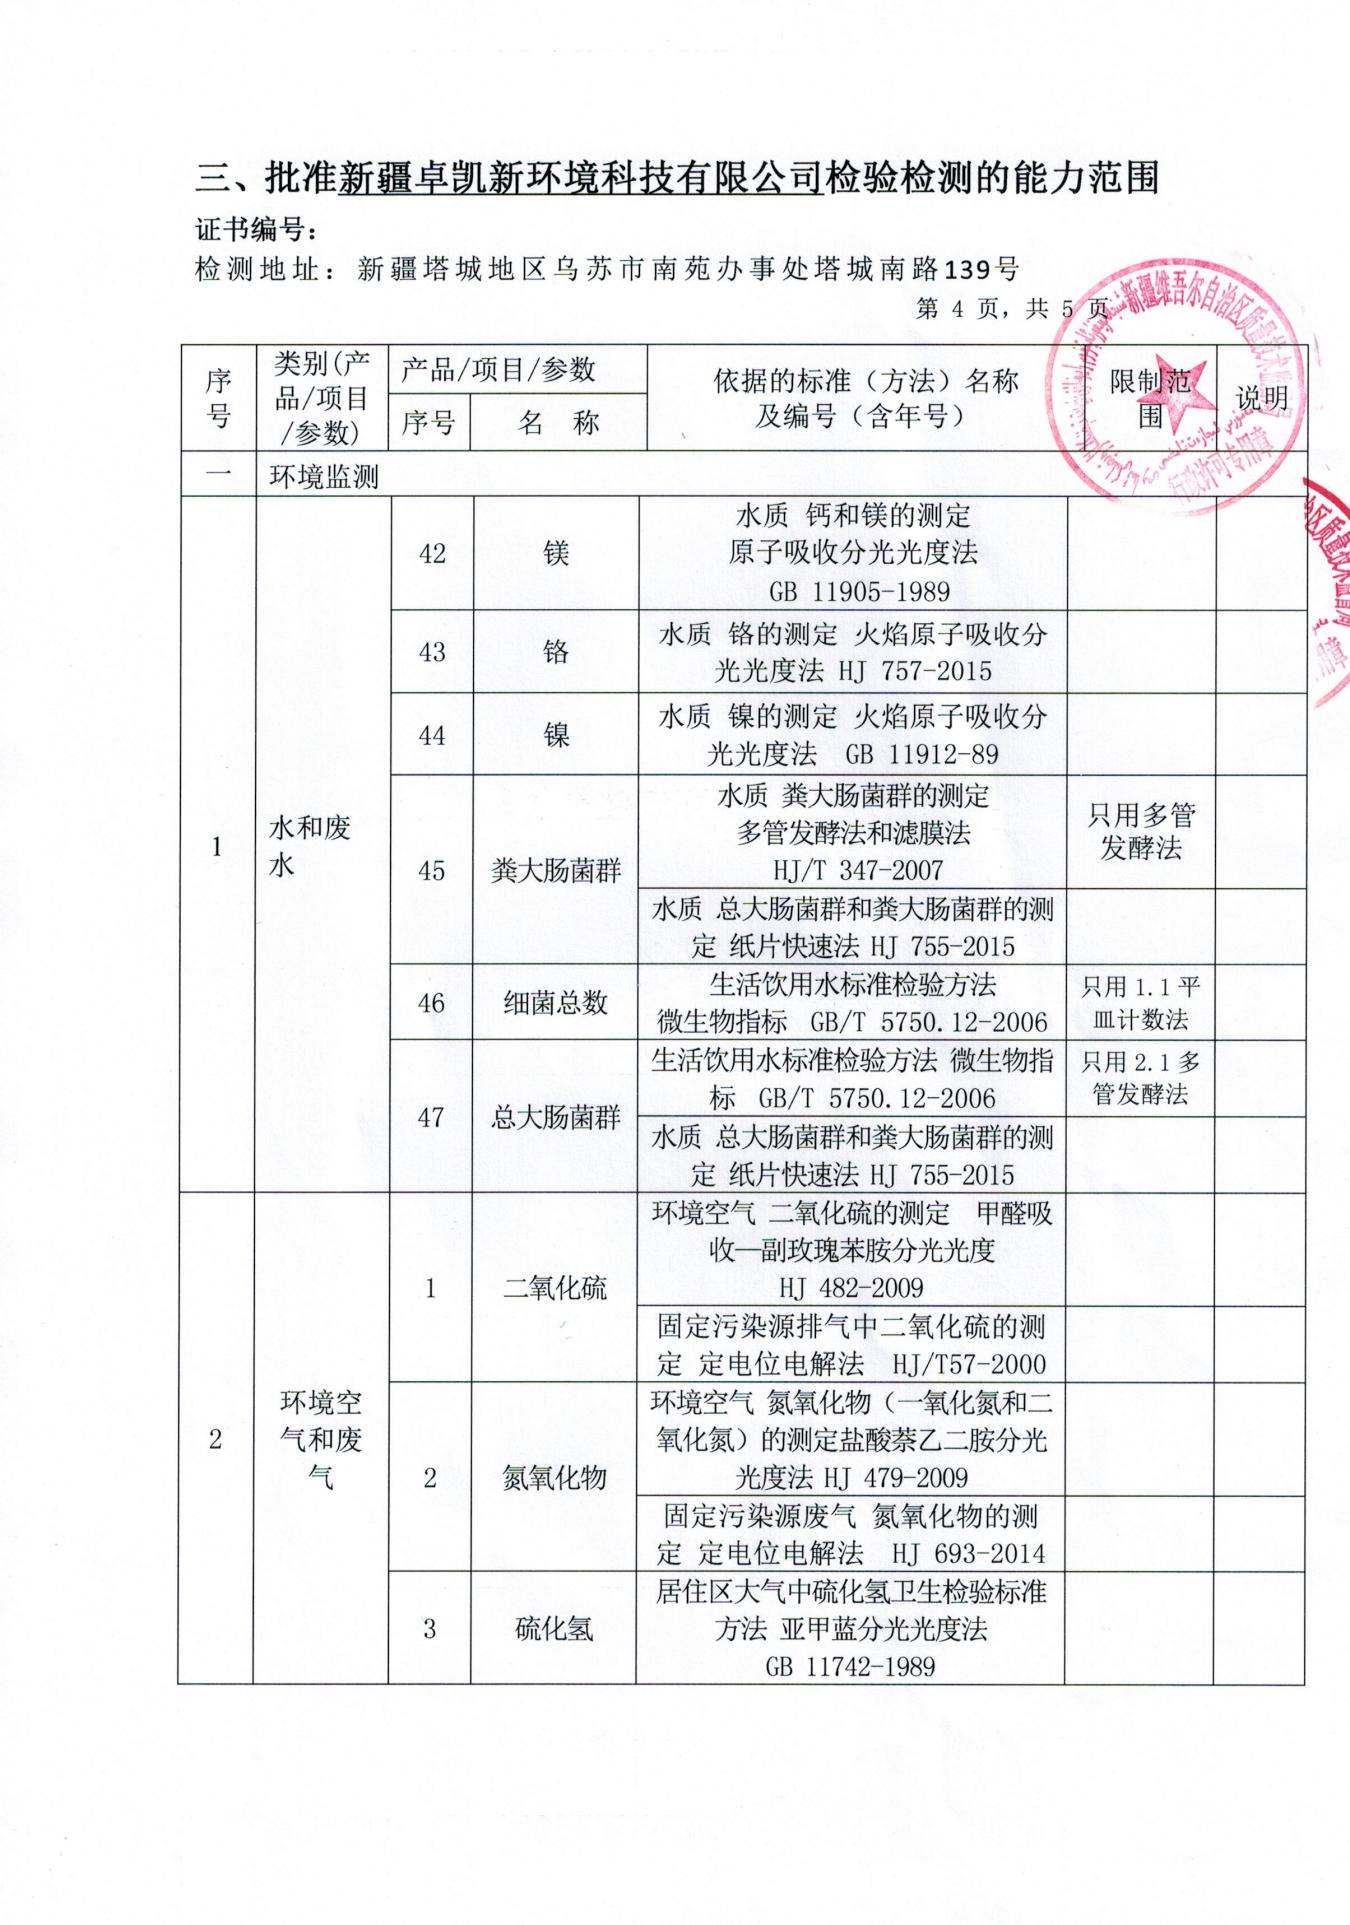 三、批准新疆卓凯新环境科技有限公司检验检测的能力范围
证书编号：
检测地址：新疆塔城地区乌苏市南苑办事处塔城南路139号
第 4 页，共 5 页
序
号
类别(产
品/项目
/参数)
产品/项目/参数
序号
名 称
依据的标准（方法）名称
及编号（含年号）
限制范
围
说明
一
环境监测
1
水和废
水
42
镁
水质 钙和镁的测定
原子吸收分光光度法
GB 11905-1989
43
铬
水质 铬的测定 火焰原子吸收分
光光度法 HJ 757-2015
44
镍
水质 镍的测定 火焰原子吸收分
光光度法 GB 11912-89
45
粪大肠菌群
水质 粪大肠菌群的测定
多管发酵法和滤膜法
HJ/T 347-2007
只用多管
发酵法
水质 总大肠菌群和粪大肠菌群的测
定 纸片快速法 HJ 755-2015
46
细菌总数
生活饮用水标准检验方法
微生物指标 GB/T 5750.12-2006
只用 1.1 平
皿计数法
47
总大肠菌群
生活饮用水标准检验方法 微生物指
标 GB/T 5750.12-2006
只用 2.1 多
管发酵法
水质 总大肠菌群和粪大肠菌群的测
定 纸片快速法 HJ 755-2015
2
环境空
气和废
气
1
二氧化硫
环境空气 二氧化硫的测定 甲醛吸
收—副玫瑰苯胺分光光度
HJ 482-2009
固定污染源排气中二氧化硫的测
定 定电位电解法 HJ/T57-2000
2
氮氧化物
环境空气 氮氧化物（一氧化氮和二
氧化氮）的测定盐酸萘乙二胺分光
光度法 HJ 479-2009
固定污染源废气 氮氧化物的测
定 定电位电解法 HJ 693-2014
3
硫化氢
居住区大气中硫化氢卫生检验标准
方法 亚甲蓝分光光度法
GB 11742-1989
新疆维吾尔自治区质量技术监督局
行政许可专用章